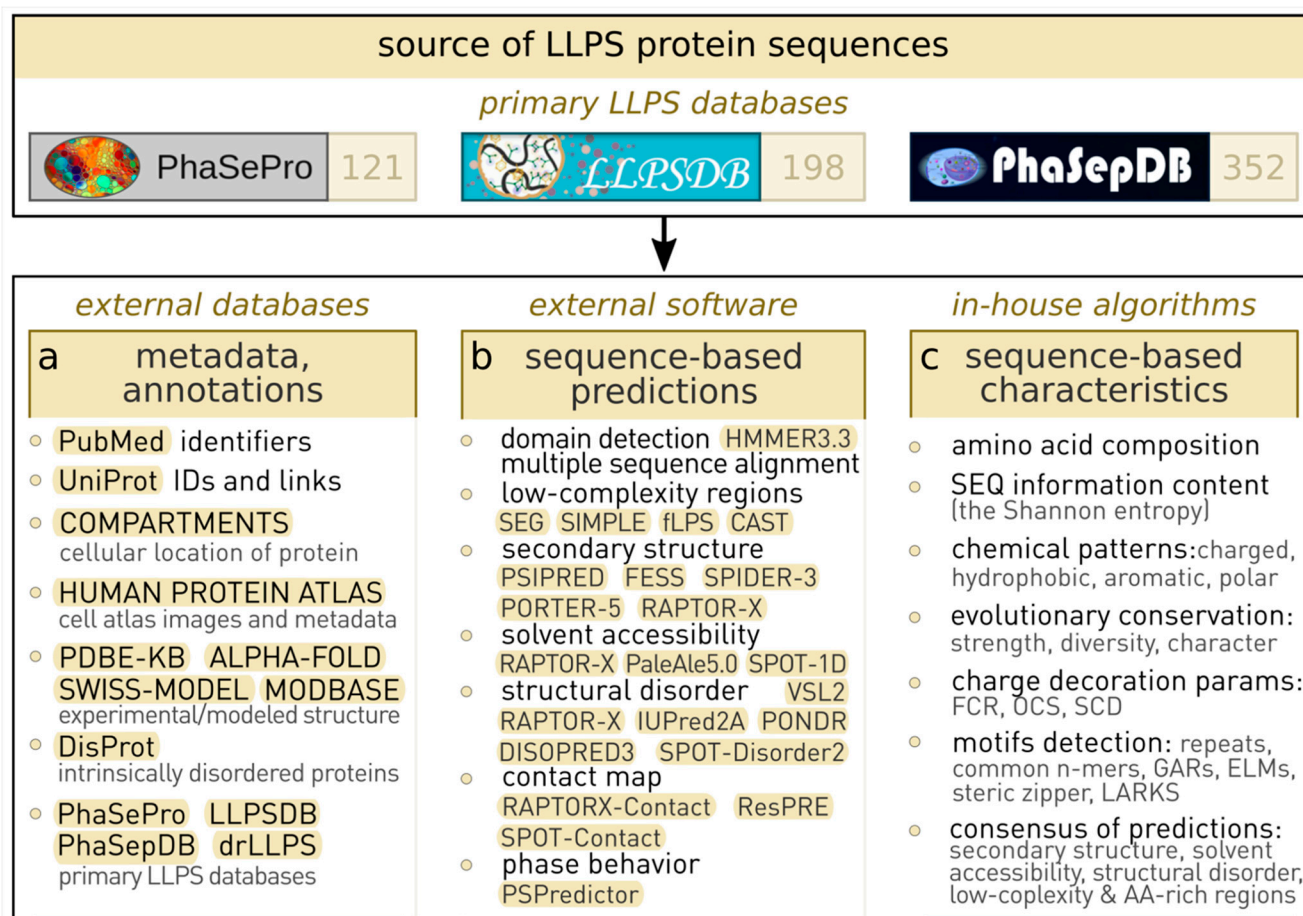 source of LLPS protein sequences
primary LLPS databases
PhaSePro 121
LLPSDB 198
PhaSepDB 352
external databases
a metadata,
annotations
PubMed identifiers
UniProt IDs and links
COMPARTMENTS
cellular location of protein
HUMAN PROTEIN ATLAS
cell atlas images and metadata
PDBE-KB ALPHA-FOLD
SWISS-MODEL MODBASE
experimental/modeled structure
DisProt
intrinsically disordered proteins
PhaSePro LLPSDB
PhaSepDB drLLPS
primary LLPS databases
external software
b sequence-based
predictions
domain detection HMMER3.3
multiple sequence alignment
low-complexity regions
SEG SIMPLE fLPS CAST
secondary structure
PSIPRED FESS SPIDER-3
PORTER-5 RAPTOR-X
solvent accessibility
RAPTOR-X PaleAle5.0 SPOT-1D
structural disorder VSL2
RAPTOR-X IUPred2A PONDR
DISOPRED3 SPOT-Disorder2
contact map
RAPTORX-Contact ResPRE
SPOT-Contact
phase behavior
PSPredictor
in-house algorithms
c sequence-based
characteristics
amino acid composition
SEQ information content
(the Shannon entropy)
chemical patterns: charged,
hydrophobic, aromatic, polar
evolutionary conservation:
strength, diversity, character
charge decoration params:
FCR, OCS, SCD
motifs detection: repeats,
common n-mers, GARs, ELMs,
steric zipper, LARKS
consensus of predictions:
secondary structure, solvent
accessibility, structural disorder,
low-coplexity & AA-rich regions